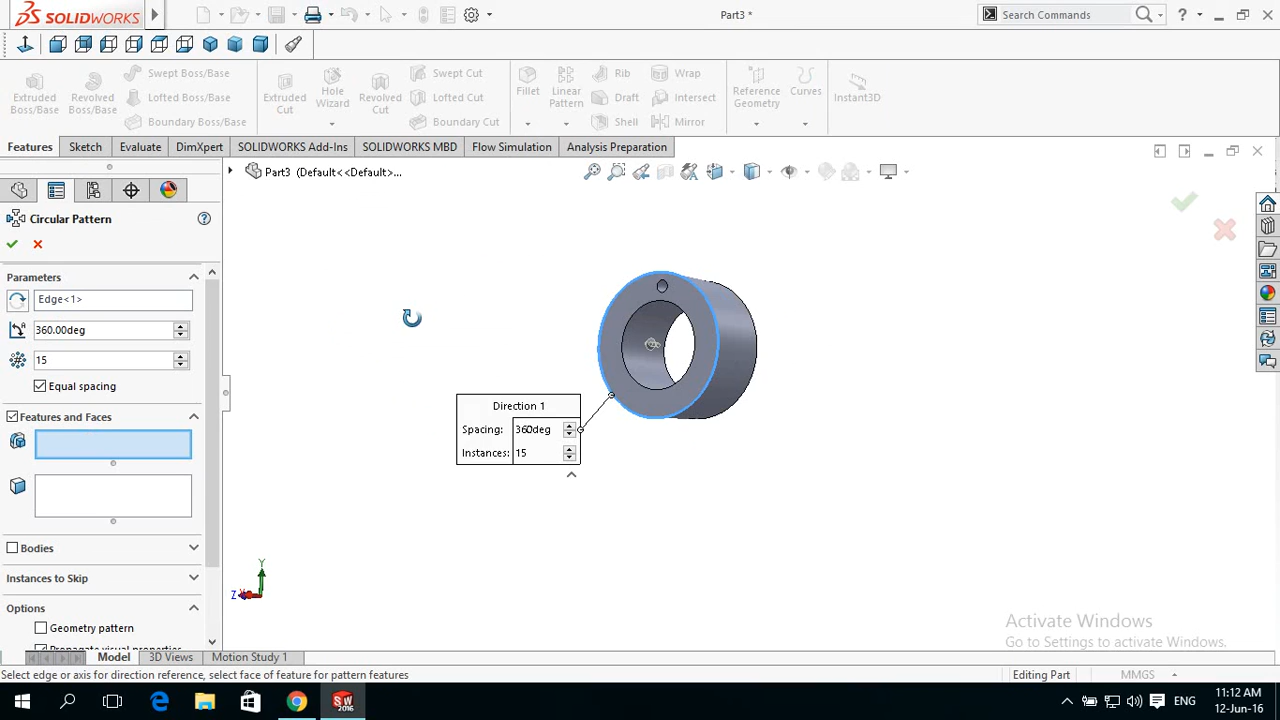 SOLIDWORKS
Part3 *
Search Commands
?
Extruded Boss/Base
Revolved Boss/Base
Swept Boss/Base
Lofted Boss/Base
Boundary Boss/Base
Extruded Cut
Hole Wizard
Revolved Cut
Swept Cut
Lofted Cut
Boundary Cut
Fillet
Linear Pattern
Rib
Draft
Shell
Wrap
Intersect
Mirror
Reference Geometry
Curves
Instant3D
Features Sketch Evaluate DimXpert SOLIDWORKS Add-Ins SOLIDWORKS MBD Flow Simulation Analysis Preparation
Part3 (Default<<Default>...
Circular Pattern
?
Parameters
Edge<1>
360.00deg
15
Equal spacing
Features and Faces
Direction 1
Spacing: 360deg
Instances: 15
Bodies
Instances to Skip
Options
Geometry pattern
Propagate visual properties
Y
Z
Activate Windows
Go to Settings to activate Windows.
Model 3D Views Motion Study 1
Select edge or axis for direction reference, select face of feature for pattern features
Editing Part
MMGS
SW 2016
ENG
11:12 AM
12-Jun-16